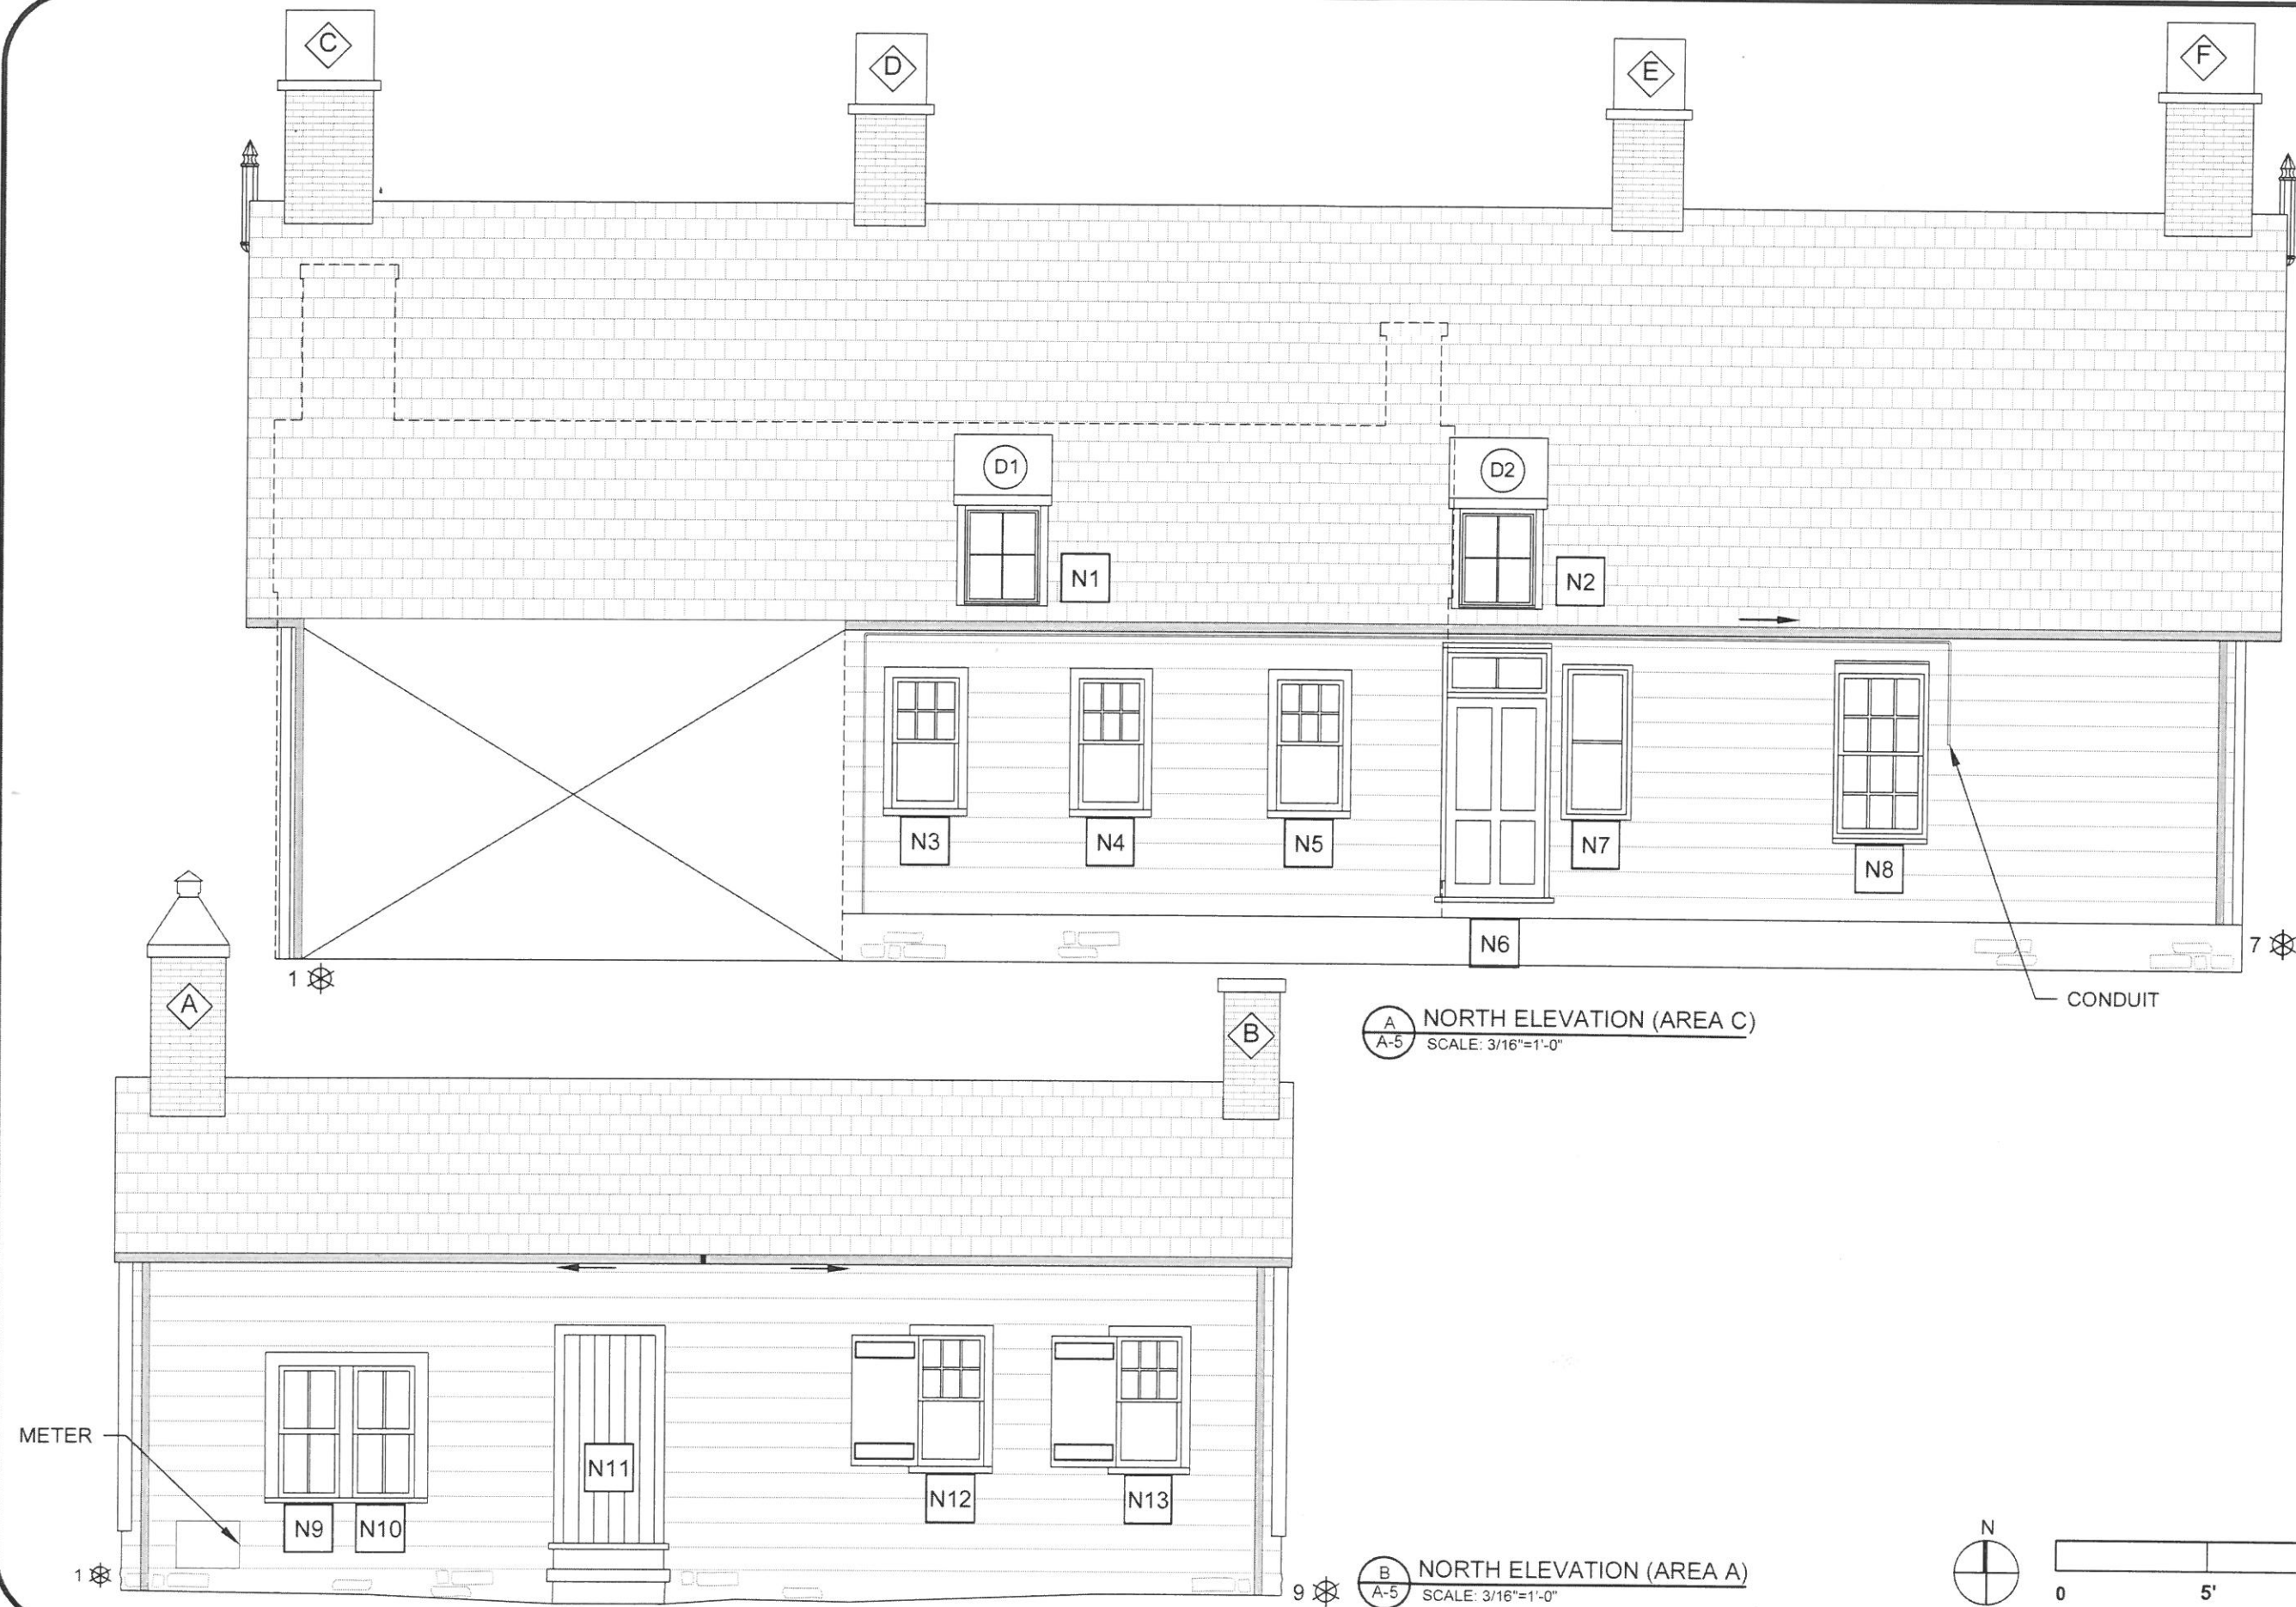 C
D
E
F
D1
D2
N1
N2
N3
N4
N5
N7
N8
N6
7
1
CONDUIT
A
A-5
NORTH ELEVATION (AREA C)
SCALE: 3/16"=1'-0"
A
B
METER
N11
N12
N13
N9
N10
1
9
B
A-5
NORTH ELEVATION (AREA A)
SCALE: 3/16"=1'-0"
N
0
5'